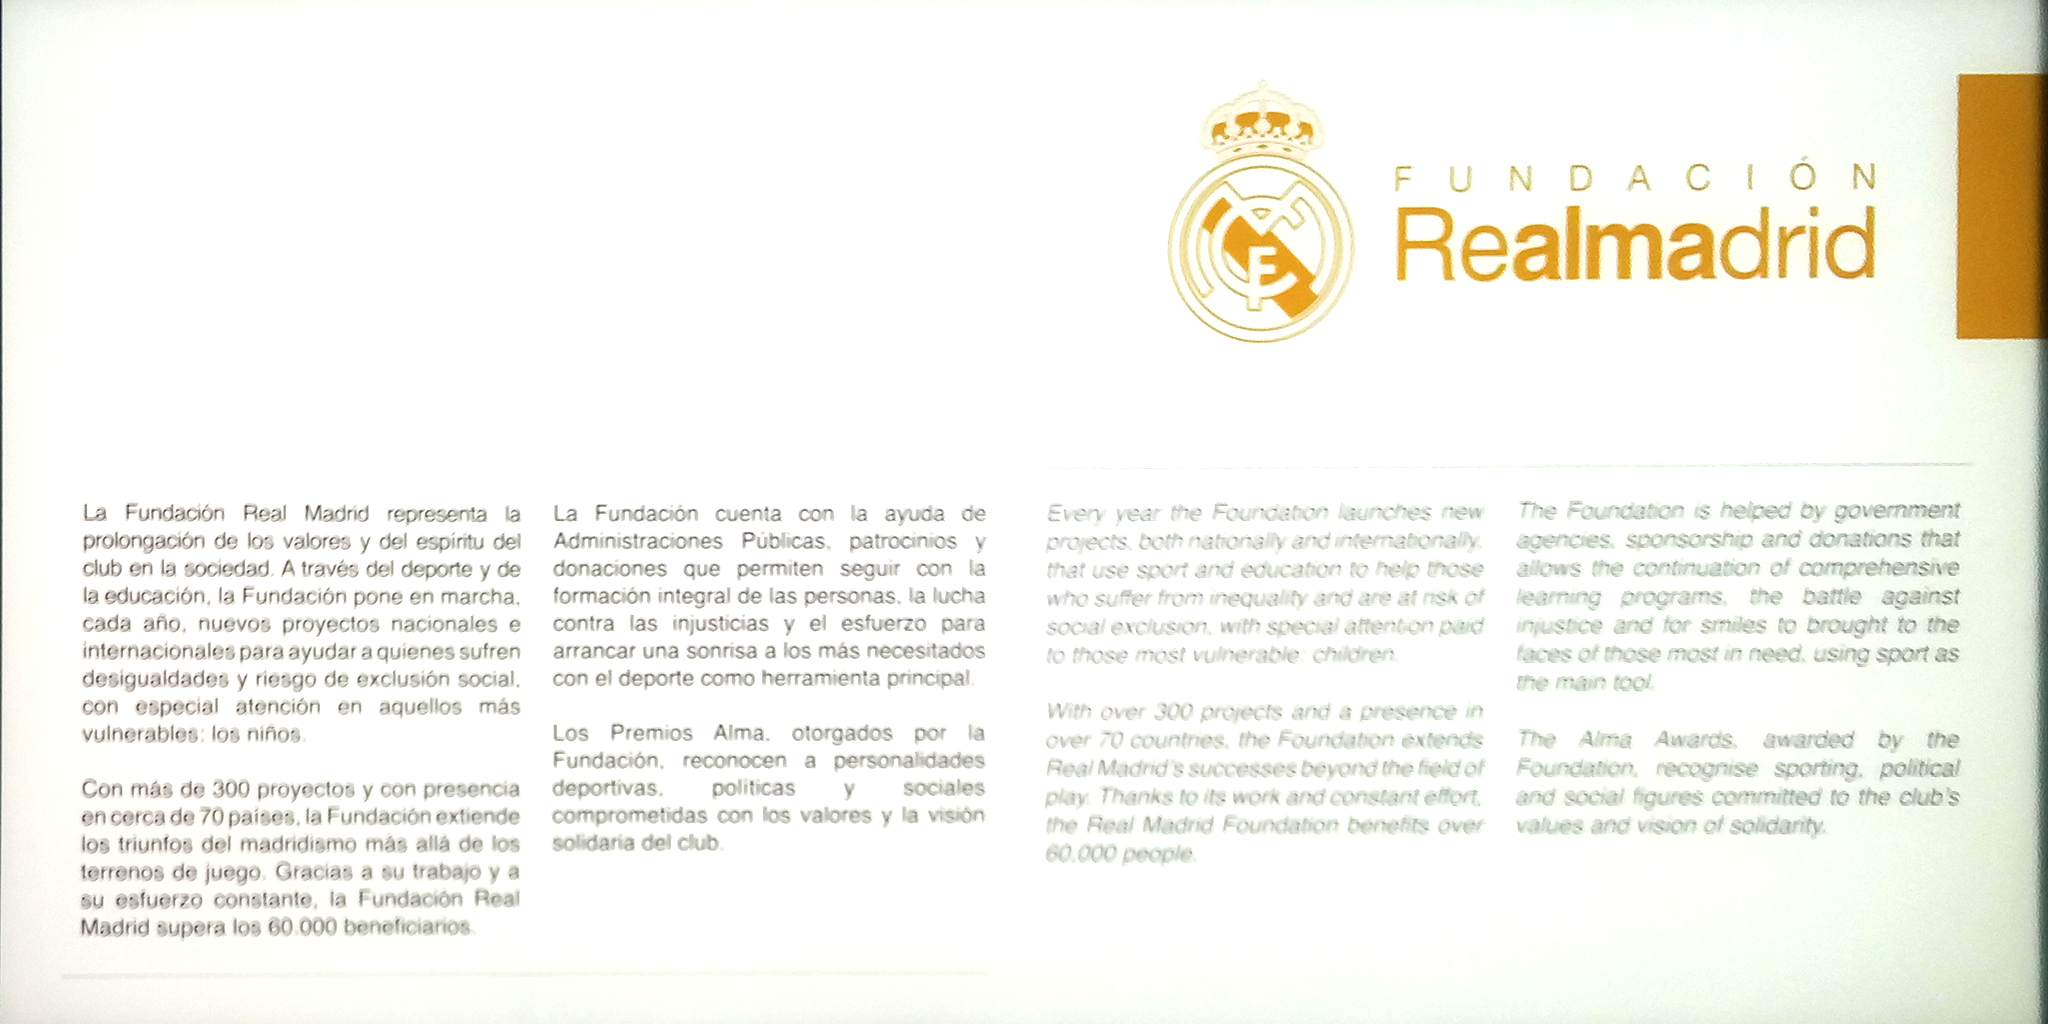 FUNDACIÓN
Realmadrid
La Fundación Real Madrid representa la
prolongación de los valores y del espíritu del
club en la sociedad. A través del deporte y de
la educación, la Fundación pone en marcha,
cada año, nuevos proyectos nacionales e
internacionales para ayudar a quienes sufren
desigualdades y riesgo de exclusión social,
con especial atención en aquellos más
vulnerables: los niños.
Con más de 300 proyectos y con presencia
en cerca de 70 países, la Fundación extiende
los triunfos del madridismo más allá de los
terrenos de juego. Gracias a su trabajo y a
su esfuerzo constante, la Fundación Real
Madrid supera los 60.000 beneficiarios.
La Fundación cuenta con la ayuda de
Administraciones Públicas, patrocinios y
donaciones que permiten seguir con la
formación integral de las personas, la lucha
contra las injusticias y el esfuerzo para
arrancar una sonrisa a los más necesitados
con el deporte como herramienta principal.
Los Premios Alma, otorgados por la
Fundación, reconocen a personalidades
deportivas, políticas y sociales
comprometidas con los valores y la visión
solidaria del club.
Every year the Foundation launches new
projects, both nationally and internationally,
that use sport and education to help those
who suffer from inequality and are at risk of
social exclusion, with special attention paid
to those most vulnerable: children.
With over 300 projects and a presence in
over 70 countries, the Foundation extends
Real Madrid's successes beyond the field of
play. Thanks to its work and constant effort,
the Real Madrid Foundation benefits over
60.000 people.
The Foundation is helped by government
agencies, sponsorship and donations that
allows the continuation of comprehensive
learning programs, the battle against
injustice and for smiles to brought to the
faces of those most in need, using sport as
the main tool.
The Alma Awards, awarded by the
Foundation, recognise sporting, political
and social figures committed to the club's
values and vision of solidarity.